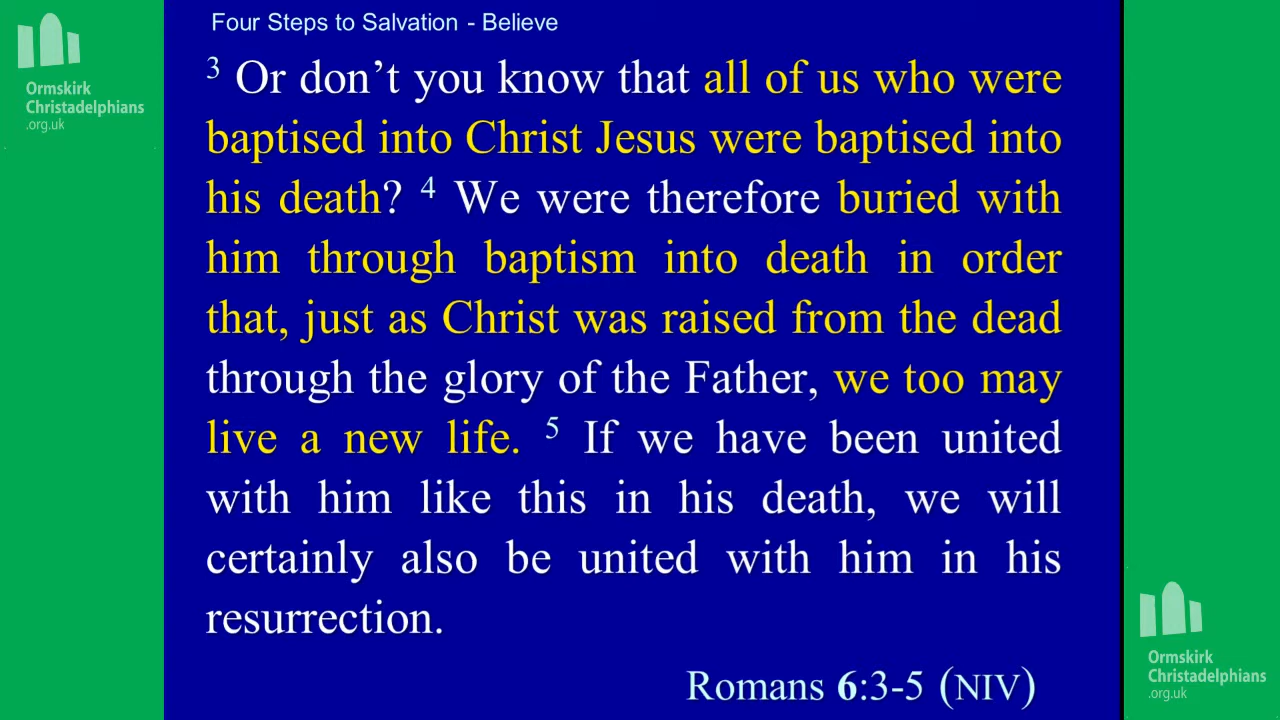 Four Steps to Salvation - Believe
Ormskirk
Christadelphians
.org.uk
³ Or don’t you know that all of us who were
baptised into Christ Jesus were baptised into
his death? ⁴ We were therefore buried with
him through baptism into death in order
that, just as Christ was raised from the dead
through the glory of the Father, we too may
live a new life. ⁵ If we have been united
with him like this in his death, we will
certainly also be united with him in his
resurrection.
Romans 6:3-5 (NIV)
Ormskirk
Christadelphians
.org.uk